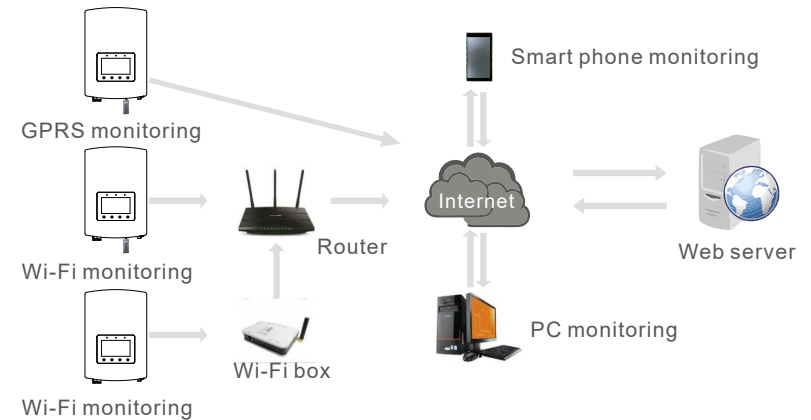 Smart phone monitoring
GPRS monitoring
Internet
Router
Web server
Wi-Fi monitoring
PC monitoring
Wi-Fi box
Wi-Fi monitoring